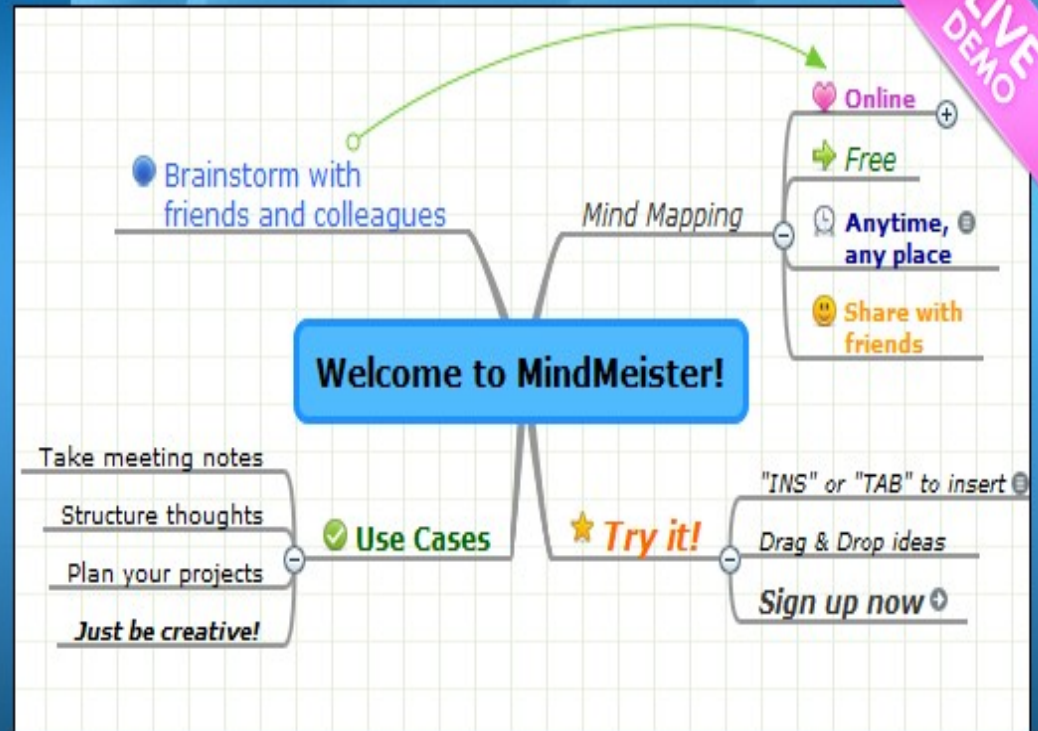 LIVE
DEMO
Online
Free
Brainstorm with
friends and colleagues
Mind Mapping
Anytime,
any place
Share with
friends
Welcome to MindMeister!
Take meeting notes
Structure thoughts
Plan your projects
Just be creative!
Use Cases
Try it!
"INS" or "TAB" to insert
Drag & Drop ideas
Sign up now